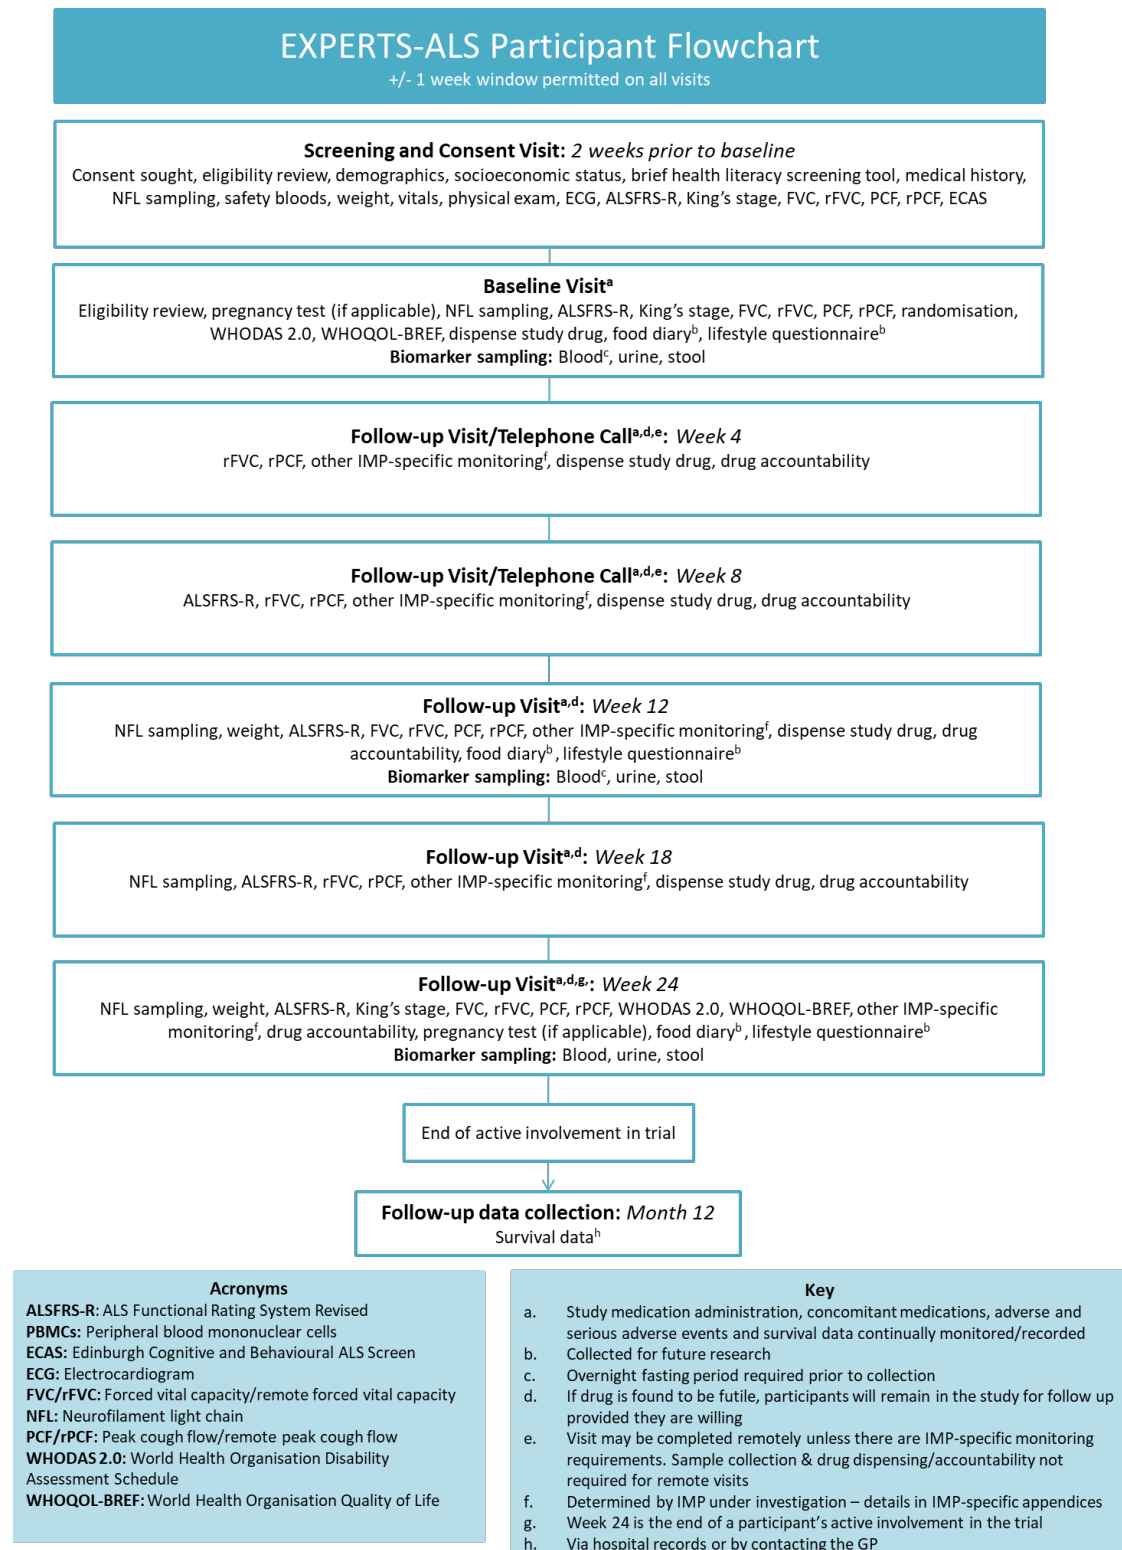 EXPERTS-ALS Participant Flowchart
+/- 1 week window permitted on all visits
Screening and Consent Visit: 2 weeks prior to baseline
Consent sought, eligibility review, demographics, socioeconomic status, brief health literacy screening tool, medical history,
NFL sampling, safety bloods, weight, vitals, physical exam, ECG, ALSFRS-R, King's stage, FVC, rFVC, PCF, rPCF, ECAS
Baseline Visitᵃ
Eligibility review, pregnancy test (if applicable), NFL sampling, ALSFRS-R, King's stage, FVC, rFVC, PCF, rPCF, randomisation,
WHODAS 2.0, WHOQOL-BREF, dispense study drug, food diaryᵇ, lifestyle questionnaireᵇ
Biomarker sampling: Bloodᶜ, urine, stool
Follow-up Visit/Telephone Callᵃ,ᵈ,ᵉ: Week 4
rFVC, rPCF, other IMP-specific monitoringᶠ, dispense study drug, drug accountability
Follow-up Visit/Telephone Callᵃ,ᵈ,ᵉ: Week 8
ALSFRS-R, rFVC, rPCF, other IMP-specific monitoringᶠ, dispense study drug, drug accountability
Follow-up Visitᵃ,ᵈ: Week 12
NFL sampling, weight, ALSFRS-R, FVC, rFVC, PCF, rPCF, other IMP-specific monitoringᶠ, dispense study drug, drug
accountability, food diaryᵇ, lifestyle questionnaireᵇ
Biomarker sampling: Bloodᶜ, urine, stool
Follow-up Visitᵃ,ᵈ: Week 18
NFL sampling, ALSFRS-R, rFVC, rPCF, other IMP-specific monitoringᶠ, dispense study drug, drug accountability
Follow-up Visitᵃ,ᵈ,ᵍ,: Week 24
NFL sampling, weight, ALSFRS-R, King's stage, FVC, rFVC, PCF, rPCF, WHODAS 2.0, WHOQOL-BREF, other IMP-specific
monitoringᶠ, drug accountability, pregnancy test (if applicable), food diaryᵇ, lifestyle questionnaireᵇ
Biomarker sampling: Blood, urine, stool
End of active involvement in trial
Follow-up data collection: Month 12
Survival dataʰ
Acronyms
ALSFRS-R: ALS Functional Rating System Revised
PBMCs: Peripheral blood mononuclear cells
ECAS: Edinburgh Cognitive and Behavioural ALS Screen
ECG: Electrocardiogram
FVC/rFVC: Forced vital capacity/remote forced vital capacity
NFL: Neurofilament light chain
PCF/rPCF: Peak cough flow/remote peak cough flow
WHODAS 2.0: World Health Organisation Disability
Assessment Schedule
WHOQOL-BREF: World Health Organisation Quality of Life
Key
a. Study medication administration, concomitant medications, adverse and
serious adverse events and survival data continually monitored/recorded
b. Collected for future research
c. Overnight fasting period required prior to collection
d. If drug is found to be futile, participants will remain in the study for follow up
provided they are willing
e. Visit may be completed remotely unless there are IMP-specific monitoring
requirements. Sample collection & drug dispensing/accountability not
required for remote visits
f. Determined by IMP under investigation – details in IMP-specific appendices
g. Week 24 is the end of a participant's active involvement in the trial
h. Via hospital records or by contacting the GP